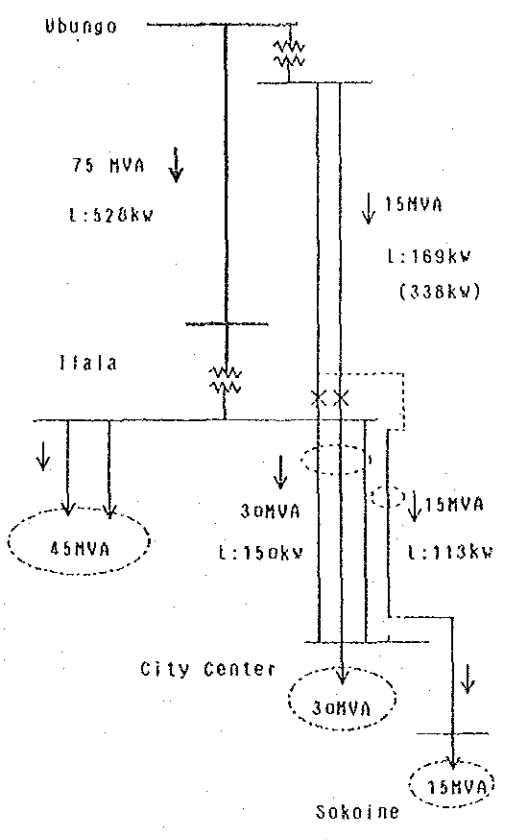 Ubungo
75 MVA
L:528kw
15MVA
L:169kw
(338kw)
Ilala
30MVA
15MVA
45MVA
L:150kw
L:113kw
City Center
30MVA
15MVA
Sokoine